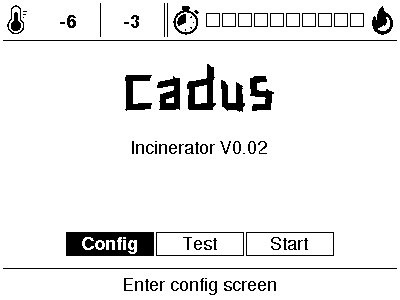 -6 -3
cadus
Incinerator V0.02
Config Test Start
Enter config screen